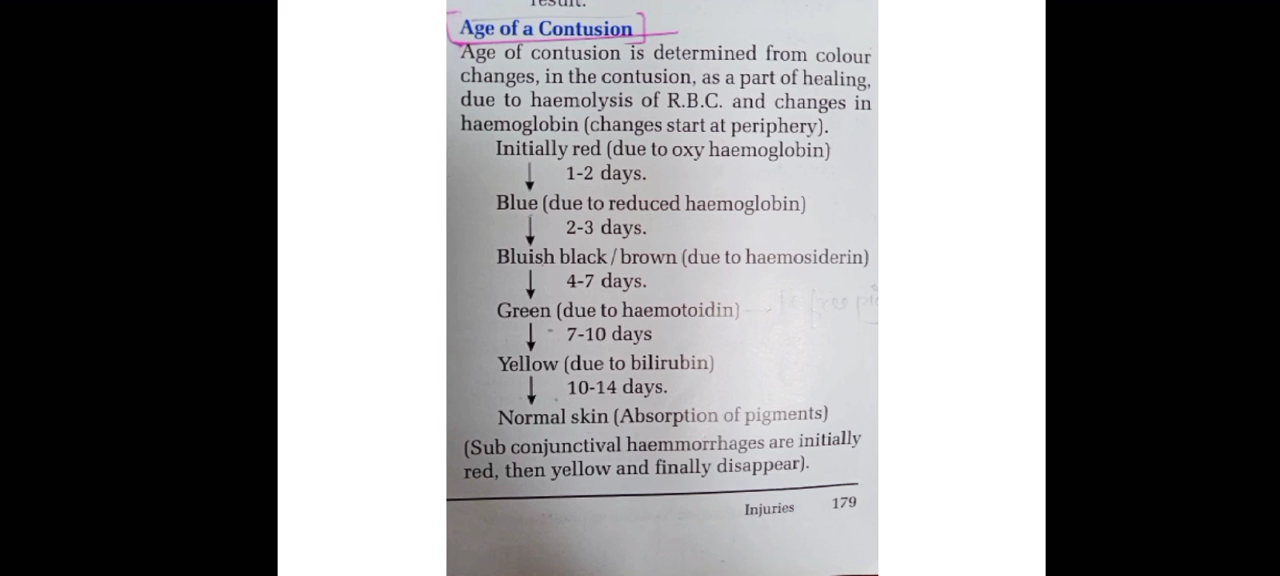 result.
Age of a Contusion
Age of contusion is determined from colour
changes, in the contusion, as a part of healing,
due to haemolysis of R.B.C. and changes in
haemoglobin (changes start at periphery).
Initially red (due to oxy haemoglobin)
1-2 days.
Blue (due to reduced haemoglobin)
2-3 days.
Bluish black / brown (due to haemosiderin)
4-7 days.
Green (due to haemotoidin)
7-10 days
Yellow (due to bilirubin)
10-14 days.
Normal skin (Absorption of pigments)
(Sub conjunctival haemmorrhages are initially
red, then yellow and finally disappear).
Injuries 179